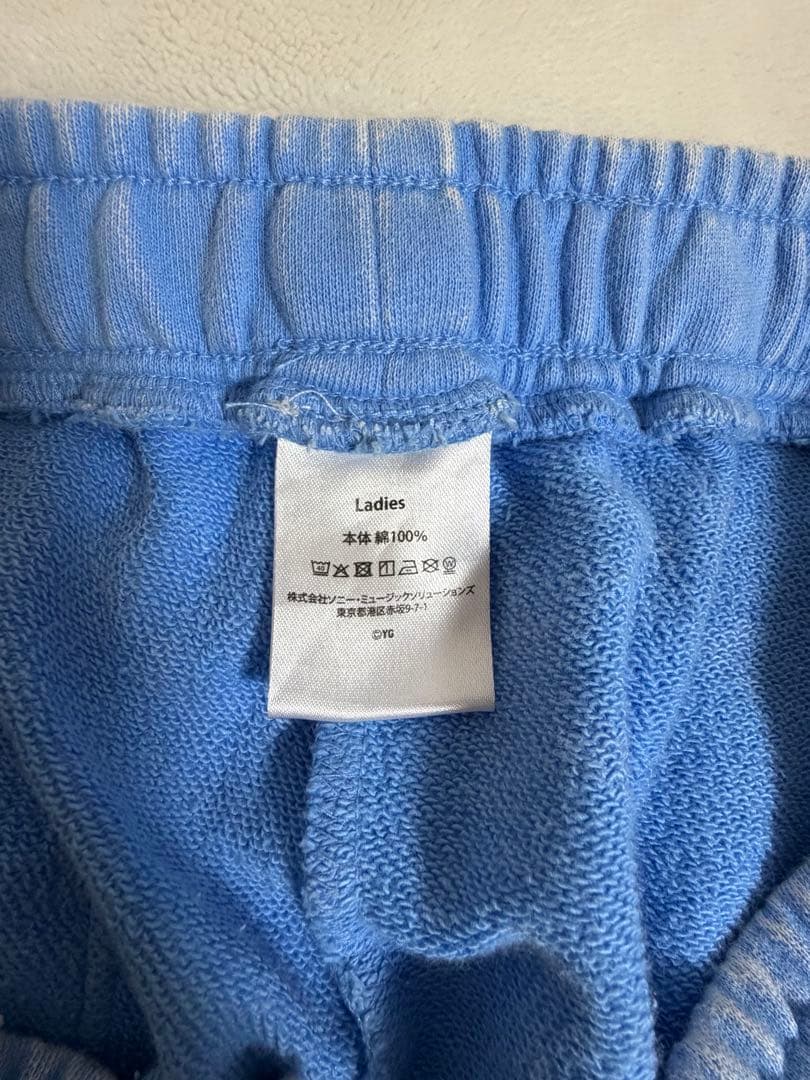 Ladies
本体 綿100%
40 W
株式会社ソニー・ミュージックソリューションズ
東京都港区赤坂9-7-1
©YG